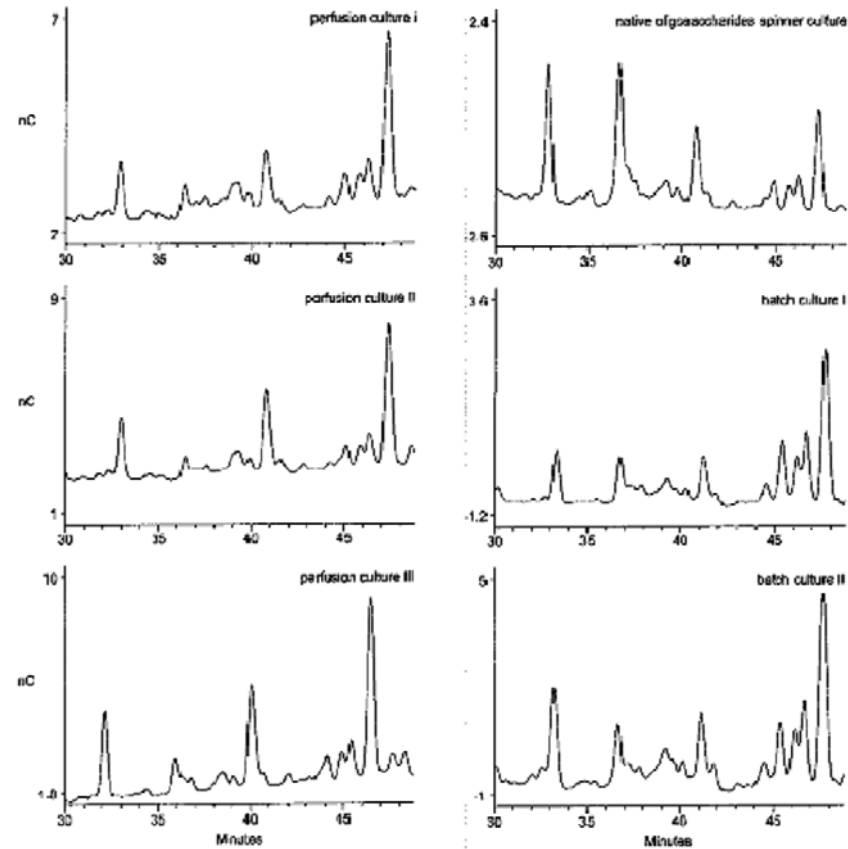 perfusion culture i
7
nC
7
30 35 40 45
native oligosaccharides spinner culture
2.4
-2.6
30 35 40 45
perfusion culture II
9
nC
1
30 35 40 45
batch culture I
3.6
-1.2
30 35 40 45
perfusion culture III
10
nC
30 35 40 45
Minutes
batch culture II
5
-1
30 35 40 45
Minutes